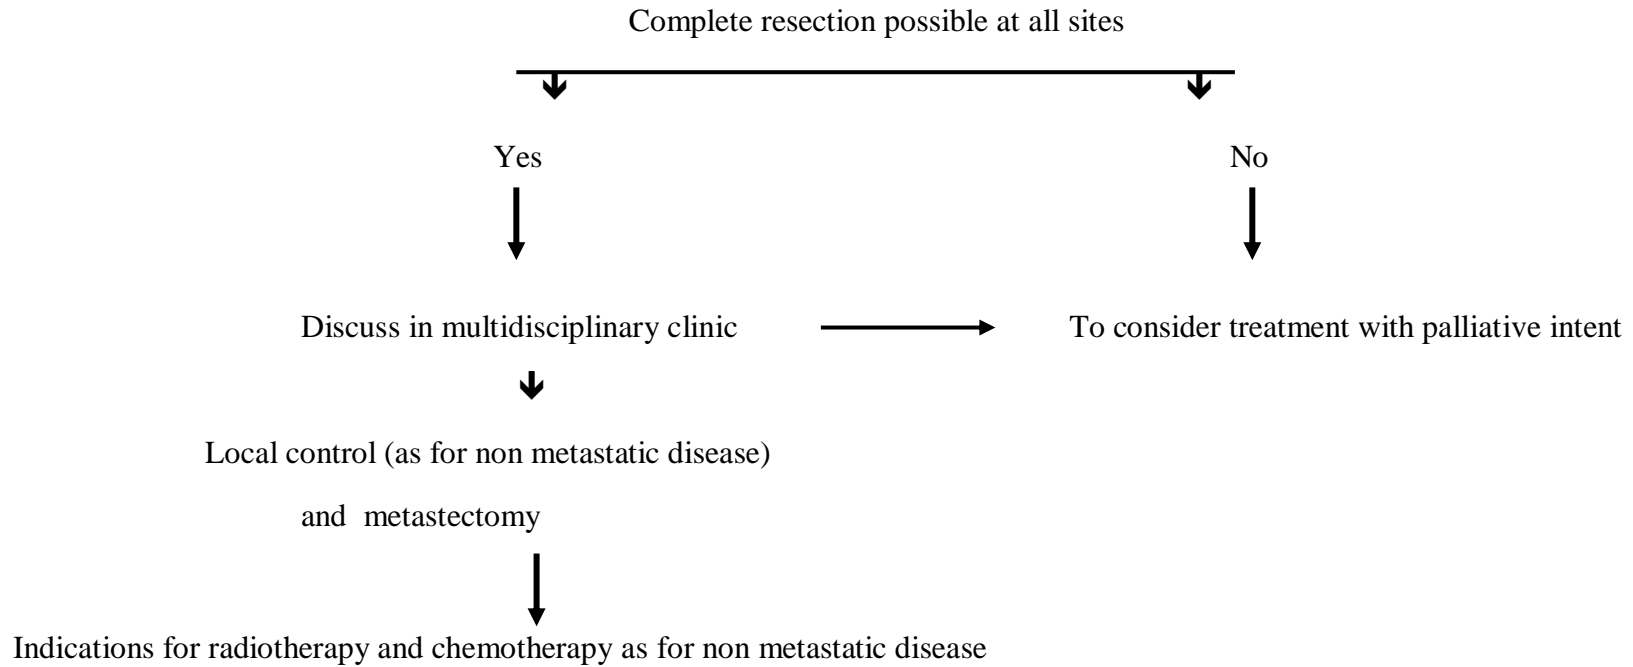 Complete resection possible at all sites
Yes
No
Discuss in multidisciplinary clinic
To consider treatment with palliative intent
Local control (as for non metastatic disease)
and metastectomy
Indications for radiotherapy and chemotherapy as for non metastatic disease